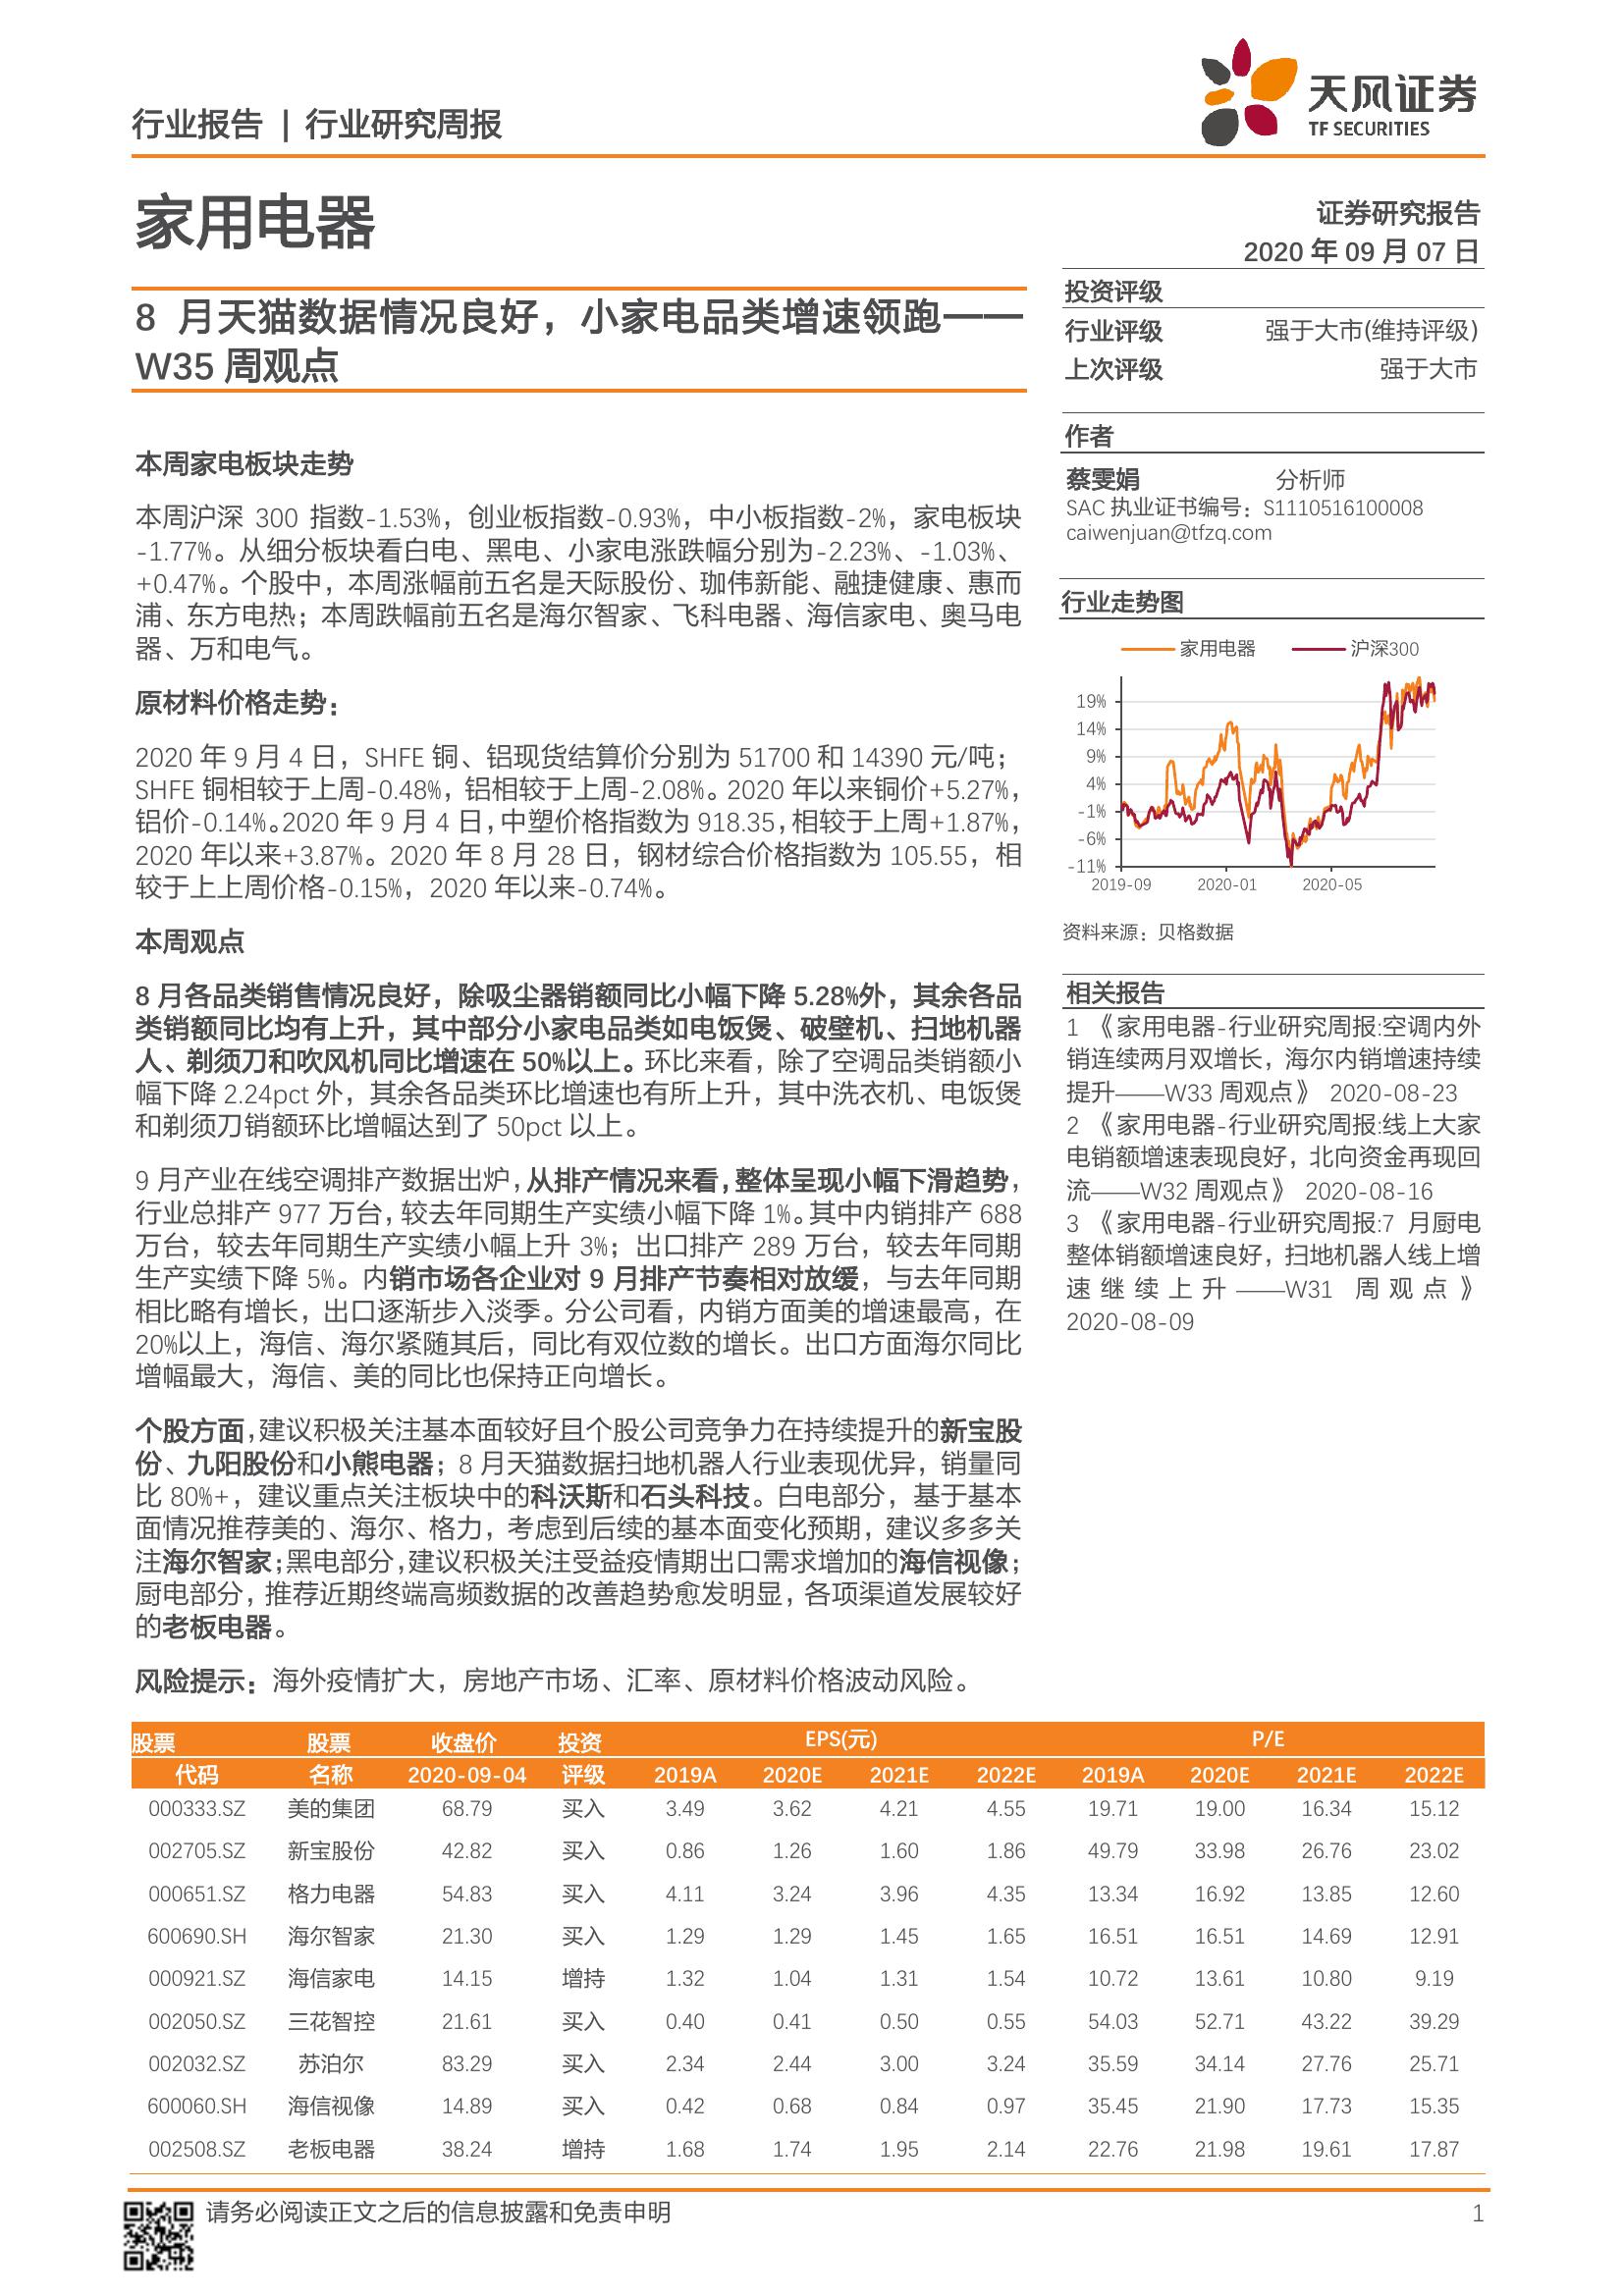 行业报告 | 行业研究周报
天风证券
TF SECURITIES
家用电器
证券研究报告
2020 年 09 月 07 日
8 月天猫数据情况良好，小家电品类增速领跑——
W35 周观点
投资评级
行业评级 强于大市(维持评级)
上次评级 强于大市
作者
蔡雯娟 分析师
SAC 执业证书编号：S1110516100008
caiwenjuan@tfzq.com
行业走势图
家用电器 沪深300
19%
14%
9%
4%
-1%
-6%
-11%
2019-09 2020-01 2020-05
资料来源：贝格数据
相关报告
1 《家用电器-行业研究周报:空调内外
销连续两月双增长，海尔内销增速持续
提升——W33 周观点》 2020-08-23
2 《家用电器-行业研究周报:线上大家
电销额增速表现良好，北向资金再现回
流——W32 周观点》 2020-08-16
3 《家用电器-行业研究周报:7 月厨电
整体销额增速良好，扫地机器人线上增
速继续上升——W31 周观点》
2020-08-09
本周家电板块走势
本周沪深 300 指数-1.53%，创业板指数-0.93%，中小板指数-2%，家电板块
-1.77%。从细分板块看白电、黑电、小家电涨跌幅分别为-2.23%、-1.03%、
+0.47%。个股中，本周涨幅前五名是天际股份、珈伟新能、融捷健康、惠而
浦、东方电热；本周跌幅前五名是海尔智家、飞科电器、海信家电、奥马电
器、万和电气。
原材料价格走势：
2020 年 9 月 4 日，SHFE 铜、铝现货结算价分别为 51700 和 14390 元/吨；
SHFE 铜相较于上周-0.48%，铝相较于上周-2.08%。2020 年以来铜价+5.27%，
铝价-0.14%。2020 年 9 月 4 日，中塑价格指数为 918.35，相较于上周+1.87%，
2020 年以来+3.87%。2020 年 8 月 28 日，钢材综合价格指数为 105.55，相
较于上上周价格-0.15%，2020 年以来-0.74%。
本周观点
8 月各品类销售情况良好，除吸尘器销额同比小幅下降 5.28%外，其余各品
类销额同比均有上升，其中部分小家电品类如电饭煲、破壁机、扫地机器
人、剃须刀和吹风机同比增速在 50%以上。环比来看，除了空调品类销额小
幅下降 2.24pct 外，其余各品类环比增速也有所上升，其中洗衣机、电饭煲
和剃须刀销额环比增幅达到了 50pct 以上。
9 月产业在线空调排产数据出炉，从排产情况来看，整体呈现小幅下滑趋势，
行业总排产 977 万台，较去年同期生产实绩小幅下降 1%。其中内销排产 688
万台，较去年同期生产实绩小幅上升 3%；出口排产 289 万台，较去年同期
生产实绩下降 5%。内销市场各企业对 9 月排产节奏相对放缓，与去年同期
相比略有增长，出口逐渐步入淡季。分公司看，内销方面美的增速最高，在
20%以上，海信、海尔紧随其后，同比有双位数的增长。出口方面海尔同比
增幅最大，海信、美的同比也保持正向增长。
个股方面，建议积极关注基本面较好且个股公司竞争力在持续提升的新宝股
份、九阳股份和小熊电器；8 月天猫数据扫地机器人行业表现优异，销量同
比 80%+，建议重点关注板块中的科沃斯和石头科技。白电部分，基于基本
面情况推荐美的、海尔、格力，考虑到后续的基本面变化预期，建议多多关
注海尔智家；黑电部分，建议积极关注受益疫情期出口需求增加的海信视像；
厨电部分，推荐近期终端高频数据的改善趋势愈发明显，各项渠道发展较好
的老板电器。
风险提示：海外疫情扩大，房地产市场、汇率、原材料价格波动风险。
股票 股票 收盘价 投资 EPS(元) P/E
代码 名称 2020-09-04 评级 2019A 2020E 2021E 2022E 2019A 2020E 2021E 2022E
000333.SZ 美的集团 68.79 买入 3.49 3.62 4.21 4.55 19.71 19.00 16.34 15.12
002705.SZ 新宝股份 42.82 买入 0.86 1.26 1.60 1.86 49.79 33.98 26.76 23.02
000651.SZ 格力电器 54.83 买入 4.11 3.24 3.96 4.35 13.34 16.92 13.85 12.60
600690.SH 海尔智家 21.30 买入 1.29 1.29 1.45 1.65 16.51 16.51 14.69 12.91
000921.SZ 海信家电 14.15 增持 1.32 1.04 1.31 1.54 10.72 13.61 10.80 9.19
002050.SZ 三花智控 21.61 买入 0.40 0.41 0.50 0.55 54.03 52.71 43.22 39.29
002032.SZ 苏泊尔 83.29 买入 2.34 2.44 3.00 3.24 35.59 34.14 27.76 25.71
600060.SH 海信视像 14.89 买入 0.42 0.68 0.84 0.97 35.45 21.90 17.73 15.35
002508.SZ 老板电器 38.24 增持 1.68 1.74 1.95 2.14 22.76 21.98 19.61 17.87
请务必阅读正文之后的信息披露和免责申明 1